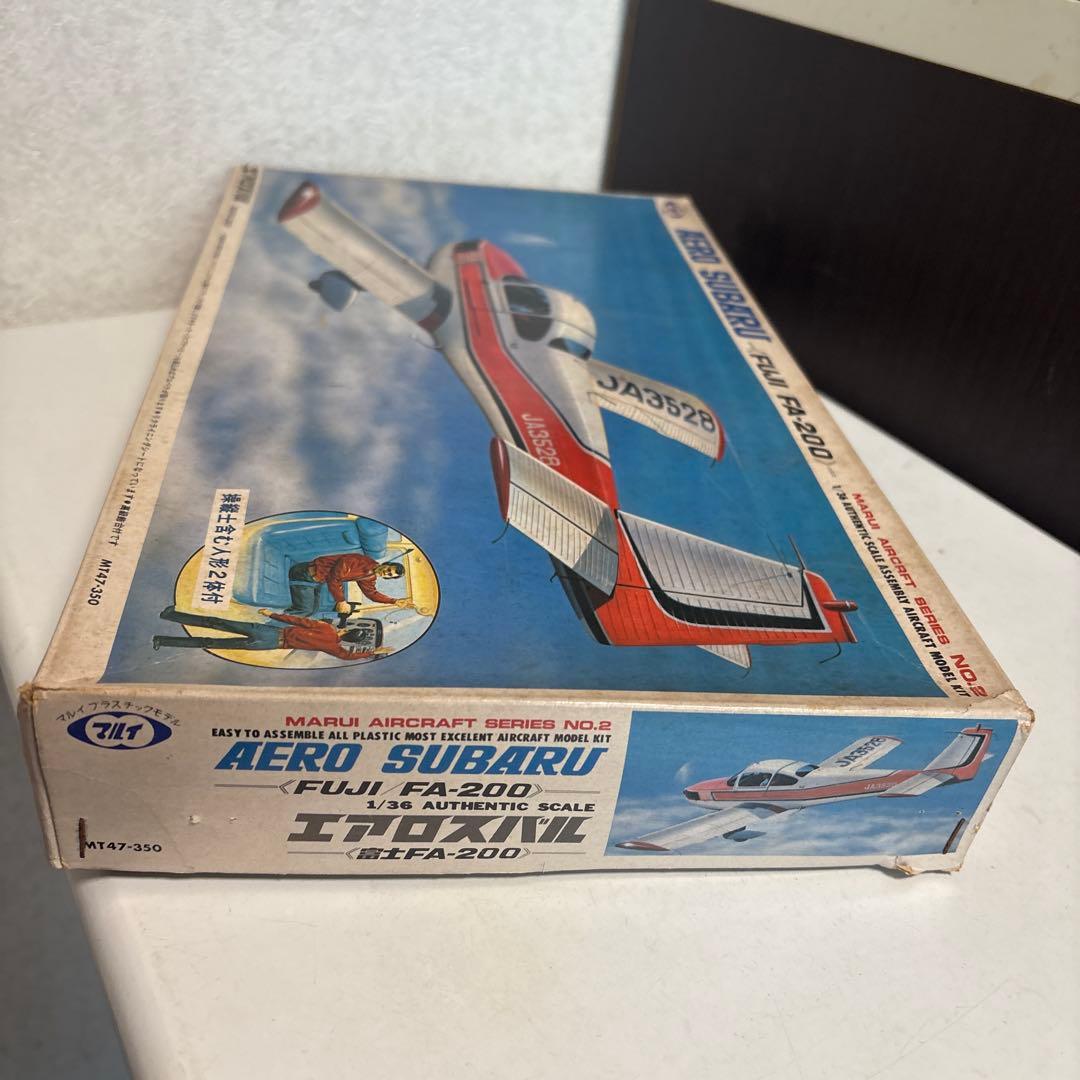 AERO SUBARU
《FUJI FA-200》
MARUI AIRCRAFT SERIES NO.2
1/36 AUTHENTIC SCALE ASSEMBLY AIRCRAFT MODEL KIT
JA3528
JA3528
操縦士含む人形2体付
MT47-350
マルイプラスチックモデル
マルイ
MARUI AIRCRAFT SERIES NO.2
EASY TO ASSEMBLE ALL PLASTIC MOST EXCELENT AIRCRAFT MODEL KIT
AERO SUBARU
《FUJI/FA-200》
1/36 AUTHENTIC SCALE
エアロスバル
《富士FA-200》
MT47-350
JA3528